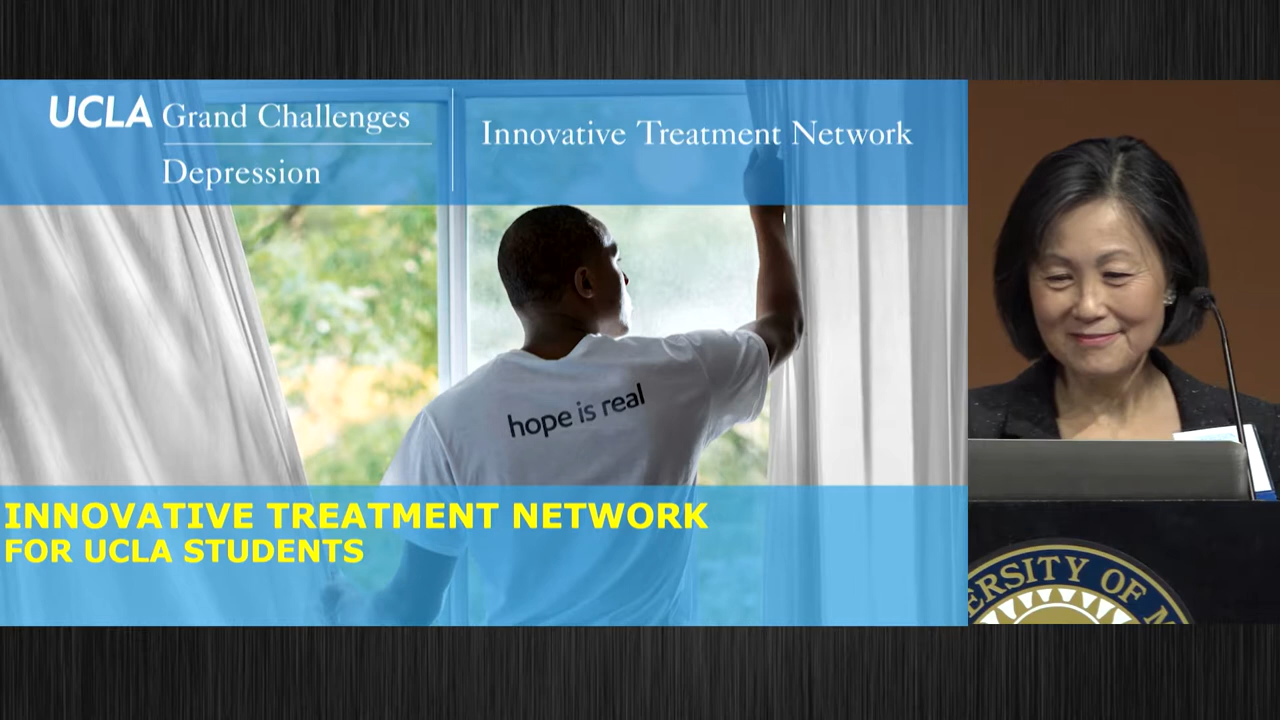 UCLA Grand Challenges
Depression
Innovative Treatment Network
hope is real
INNOVATIVE TREATMENT NETWORK
FOR UCLA STUDENTS
ERSITY OF M